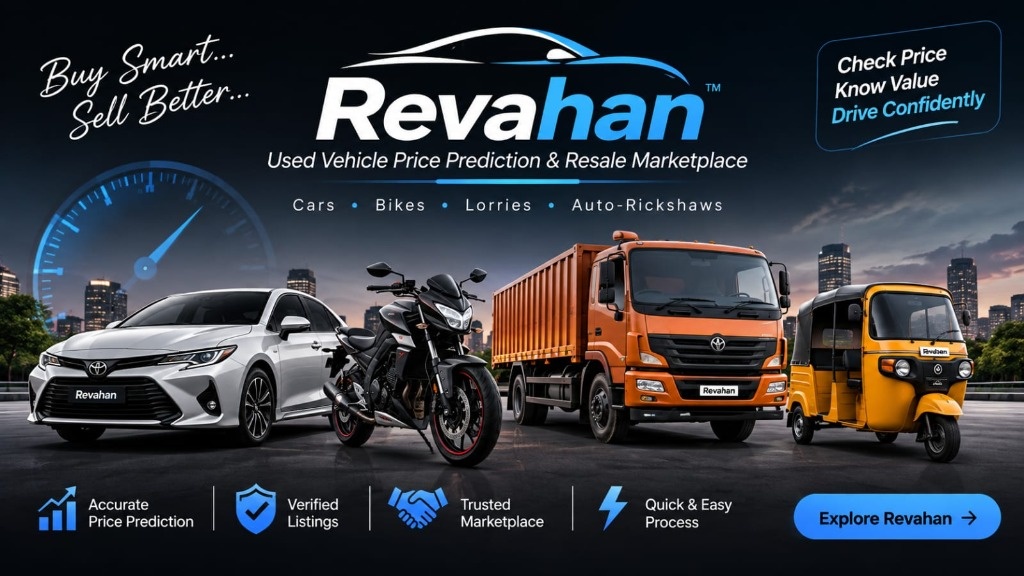 Buy Smart...
Sell Better...
Revahan™
Used Vehicle Price Prediction & Resale Marketplace
Cars • Bikes • Lorries • Auto-Rickshaws
Check Price
Know Value
Drive Confidently
Revahan
Revahan
Accurate
Price Prediction
Verified
Listings
Trusted
Marketplace
Quick & Easy
Process
Explore Revahan →